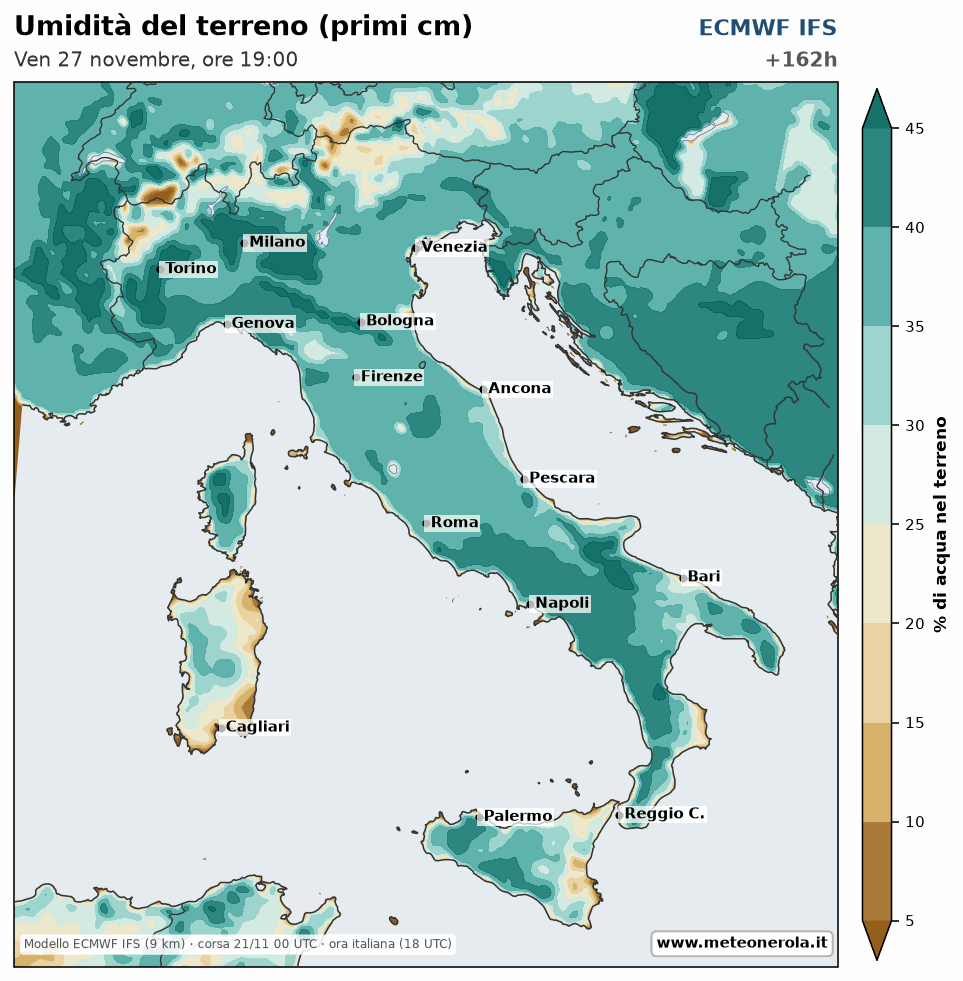 Umidità del terreno (primi cm)
ECMWF IFS
Ven 27 novembre, ore 19:00
+162h
Milano
Venezia
Torino
Genova
Bologna
Firenze
Ancona
Pescara
Roma
Bari
Napoli
Cagliari
Palermo
Reggio C.
45
40
35
30
25
20
15
10
5
% di acqua nel terreno
Modello ECMWF IFS (9 km) · corsa 21/11 00 UTC · ora italiana (18 UTC)
www.meteonerola.it